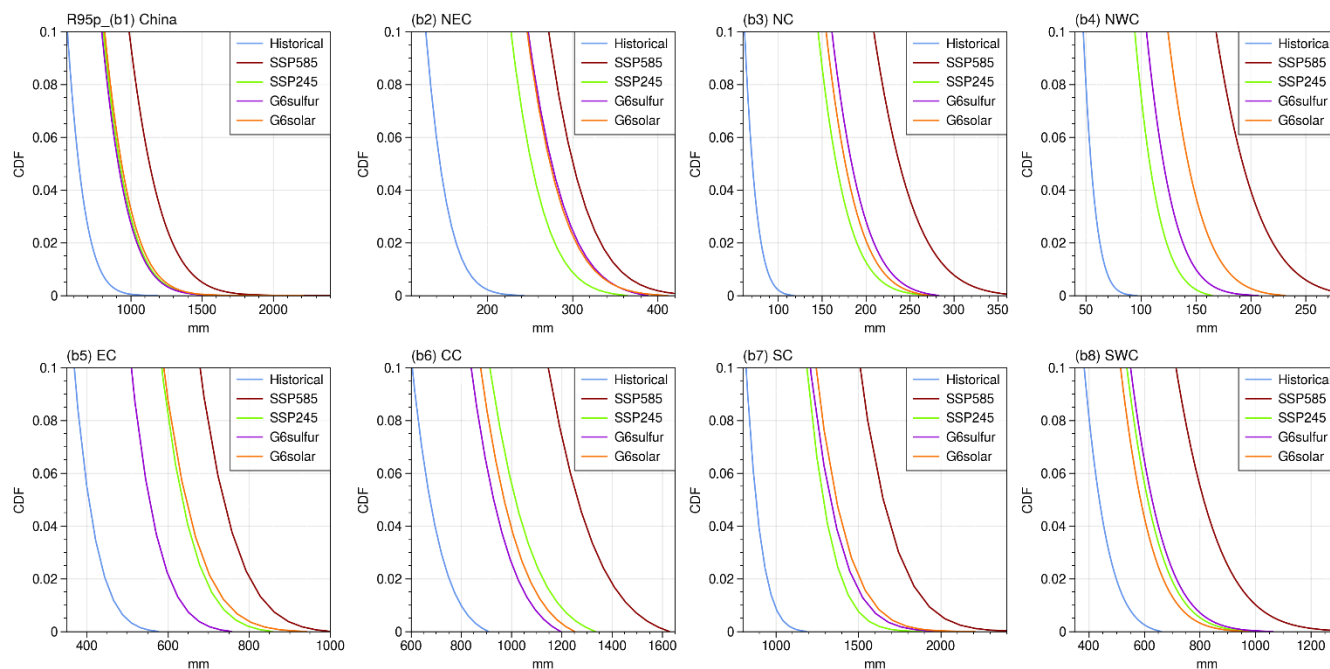 R95p_(b1) China
(b2) NEC
(b3) NC
(b4) NWC
0.1
0.08
0.06
0.04
0.02
0
CDF
1000
1500
2000
mm
Historical
SSP585
SSP245
G6sulfur
G6solar
0.1
0.08
0.06
0.04
0.02
0
CDF
200
300
400
mm
Historical
SSP585
SSP245
G6sulfur
G6solar
0.1
0.08
0.06
0.04
0.02
0
CDF
100
150
200
250
300
350
mm
Historical
SSP585
SSP245
G6sulfur
G6solar
0.1
0.08
0.06
0.04
0.02
0
CDF
50
100
150
200
250
mm
Historical
SSP585
SSP245
G6sulfur
G6solar
(b5) EC
(b6) CC
(b7) SC
(b8) SWC
0.1
0.08
0.06
0.04
0.02
0
CDF
400
600
800
1000
mm
Historical
SSP585
SSP245
G6sulfur
G6solar
0.1
0.08
0.06
0.04
0.02
0
CDF
600
800
1000
1200
1400
1600
mm
Historical
SSP585
SSP245
G6sulfur
G6solar
0.1
0.08
0.06
0.04
0.02
0
CDF
1000
1500
2000
mm
Historical
SSP585
SSP245
G6sulfur
G6solar
0.1
0.08
0.06
0.04
0.02
0
CDF
400
600
800
1000
1200
mm
Historical
SSP585
SSP245
G6sulfur
G6solar